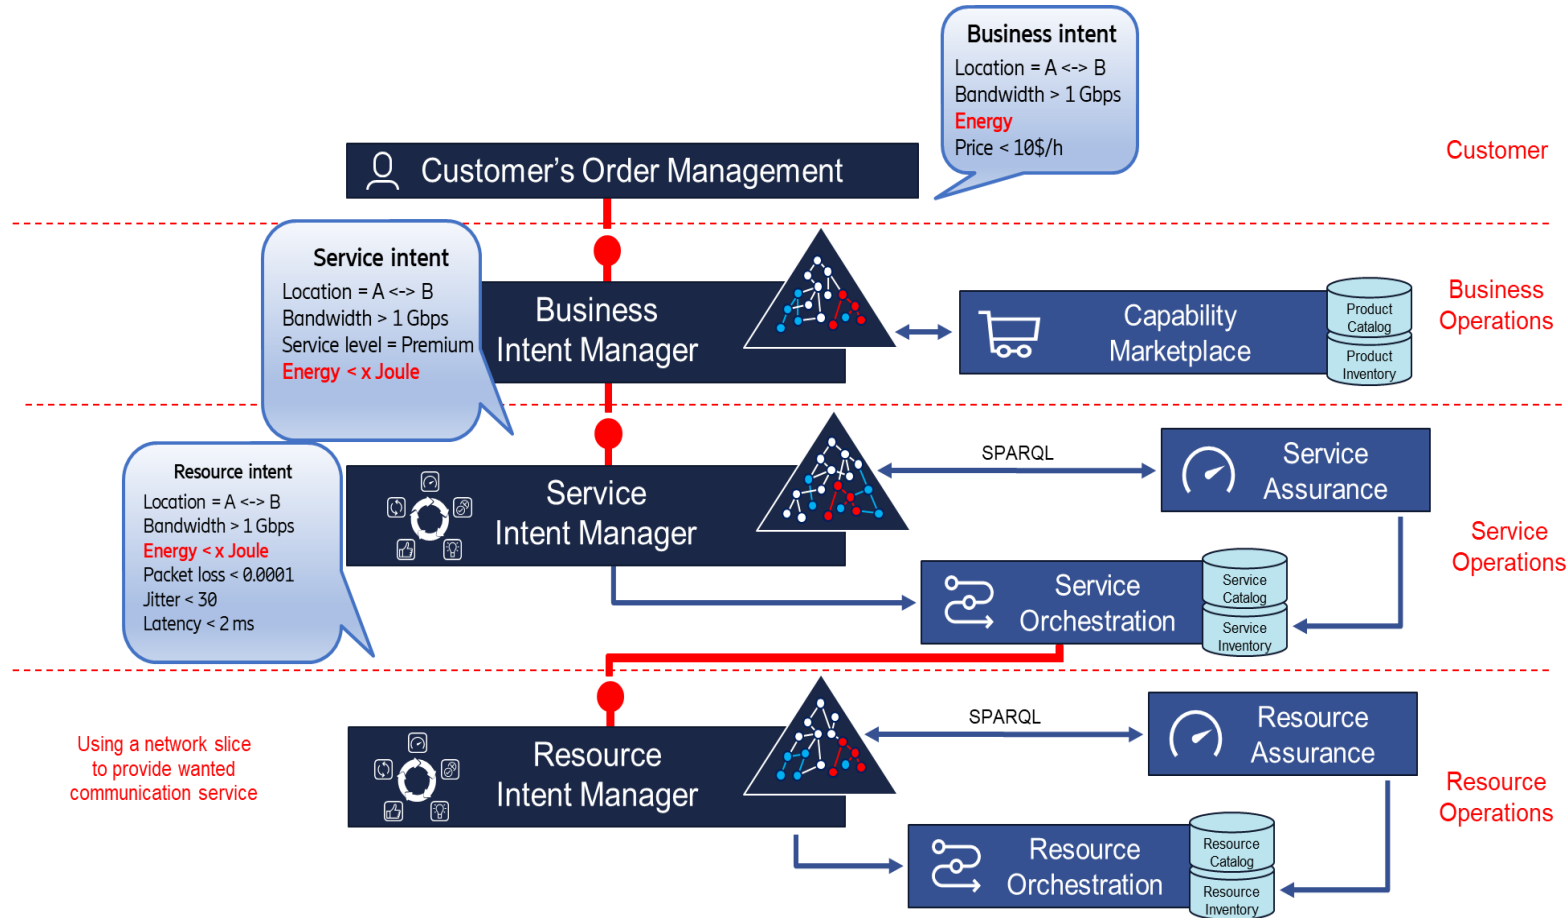 Business intent
Location = A <-> B
Bandwidth > 1 Gbps
Energy
Price < 10$/h
Customer
Customer's Order Management
Service intent
Location = A <-> B
Bandwidth > 1 Gbps
Service level = Premium
Energy < x Joule
Business
Intent Manager
Capability
Marketplace
Product
Catalog
Product
Inventory
Business
Operations
Resource intent
Location = A <-> B
Bandwidth > 1 Gbps
Energy < x Joule
Packet loss < 0.0001
Jitter < 30
Latency < 2 ms
Service
Intent Manager
SPARQL
Service
Assurance
Service
Orchestration
Service
Catalog
Service
Inventory
Service
Operations
Using a network slice
to provide wanted
communication service
Resource
Intent Manager
SPARQL
Resource
Assurance
Resource
Orchestration
Resource
Catalog
Resource
Inventory
Resource
Operations